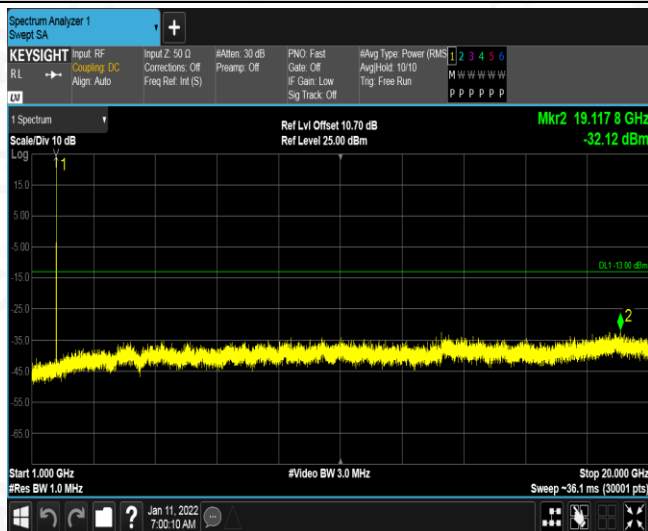 Spectrum Analyzer 1
Swept SA
+
KEYSIGHT Input: RF Input Z: 50 Ω #Atten: 30 dB PNO: Fast #Avg Type: Power (RMS 1 2 3 4 5 6
RL Coupling: DC Corrections: Off Preamp: Off Gate: Off Avg|Hold: 10/10 M W W W W W
Align: Auto Freq Ref: Int (S) IF Gain: Low Trig: Free Run
Sig Track: Off P P P P P P
LXI
1 Spectrum Ref Lvl Offset 10.70 dB Mkr2 19.117 8 GHz
Scale/Div 10 dB Ref Level 25.00 dBm -32.12 dBm
Log
1
15.0
5.00
-5.00
DL1 -13.00 dBm
-15.0
-25.0
2
-35.0
-45.0
-55.0
-65.0
Start 1.000 GHz #Video BW 3.0 MHz Stop 20.000 GHz
#Res BW 1.0 MHz Sweep ~36.1 ms (30001 pts)
? Jan 11, 2022
7:00:10 AM